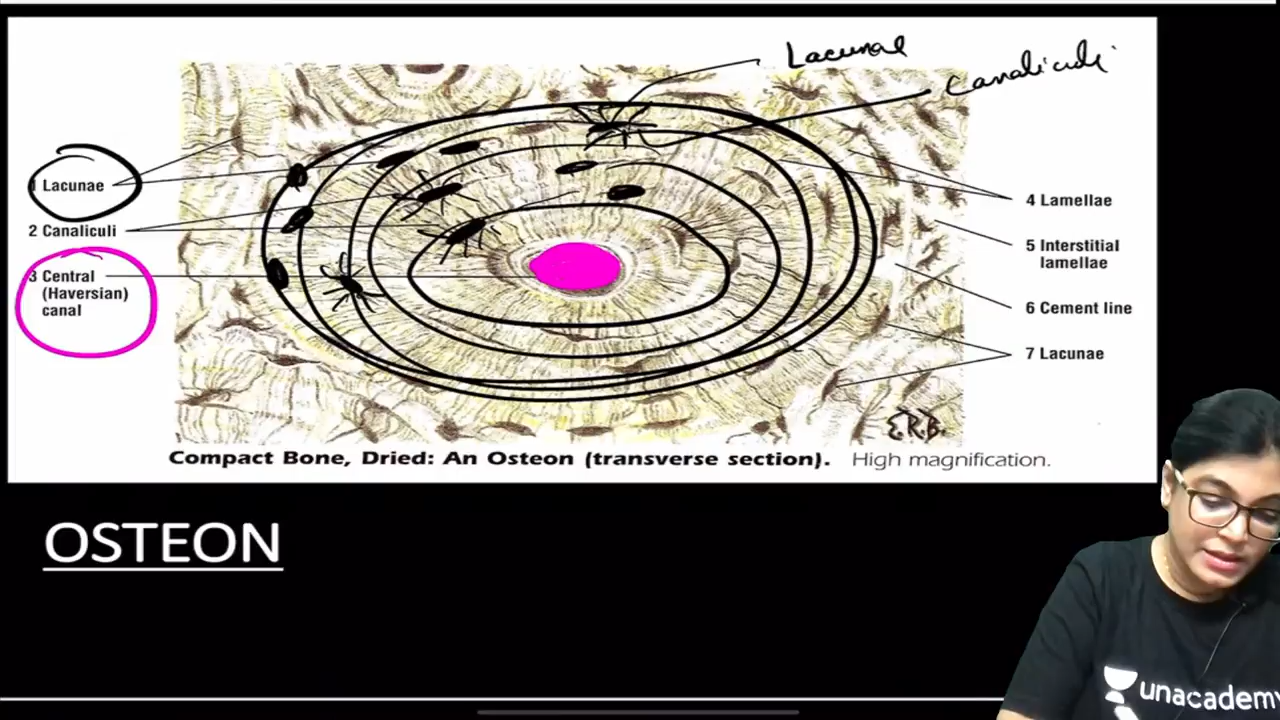 Lacunae
Canaliculi
1 Lacunae
2 Canaliculi
3 Central
(Haversian)
canal
4 Lamellae
5 Interstitial
lamellae
6 Cement line
7 Lacunae
E.R.B.
Compact Bone, Dried: An Osteon (transverse section). High magnification.
OSTEON
unacademy